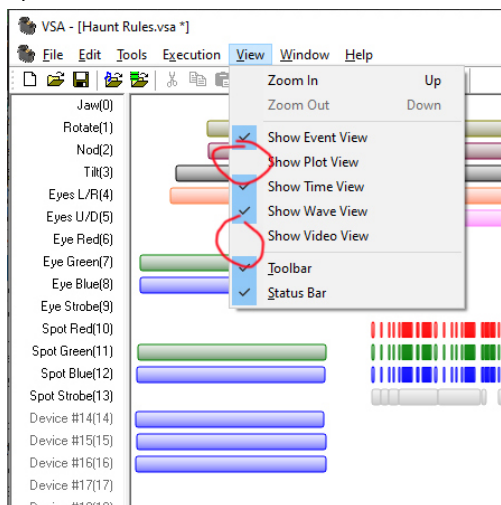 VSA - [Haunt Rules.vsa *]
File Edit Tools Execution View Window Help
Zoom In Up
Zoom Out Down
Show Event View
Show Plot View
Show Time View
Show Wave View
Show Video View
Toolbar
Status Bar
Jaw(0)
Rotate(1)
Nod(2)
Tilt(3)
Eyes L/R(4)
Eyes U/D(5)
Eye Red(6)
Eye Green(7)
Eye Blue(8)
Eye Strobe(9)
Spot Red(10)
Spot Green(11)
Spot Blue(12)
Spot Strobe(13)
Device #14(14)
Device #15(15)
Device #16(16)
Device #17(17)